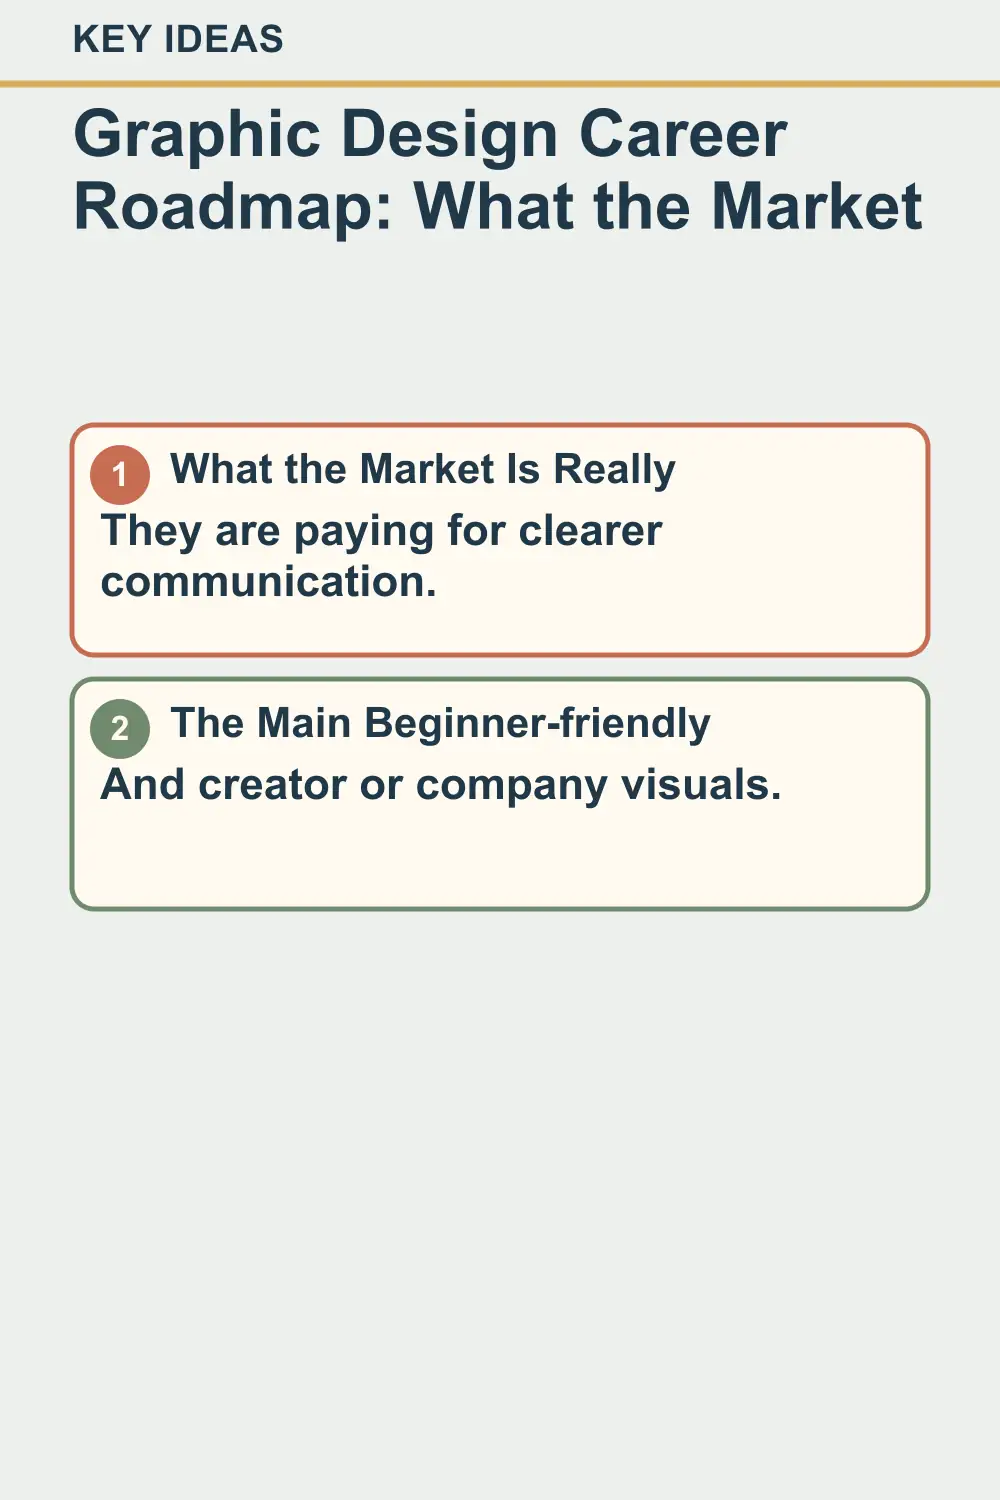 KEY IDEAS
Graphic Design Career
Roadmap: What the Market
1 What the Market Is Really
They are paying for clearer
communication.
2 The Main Beginner-friendly
And creator or company visuals.